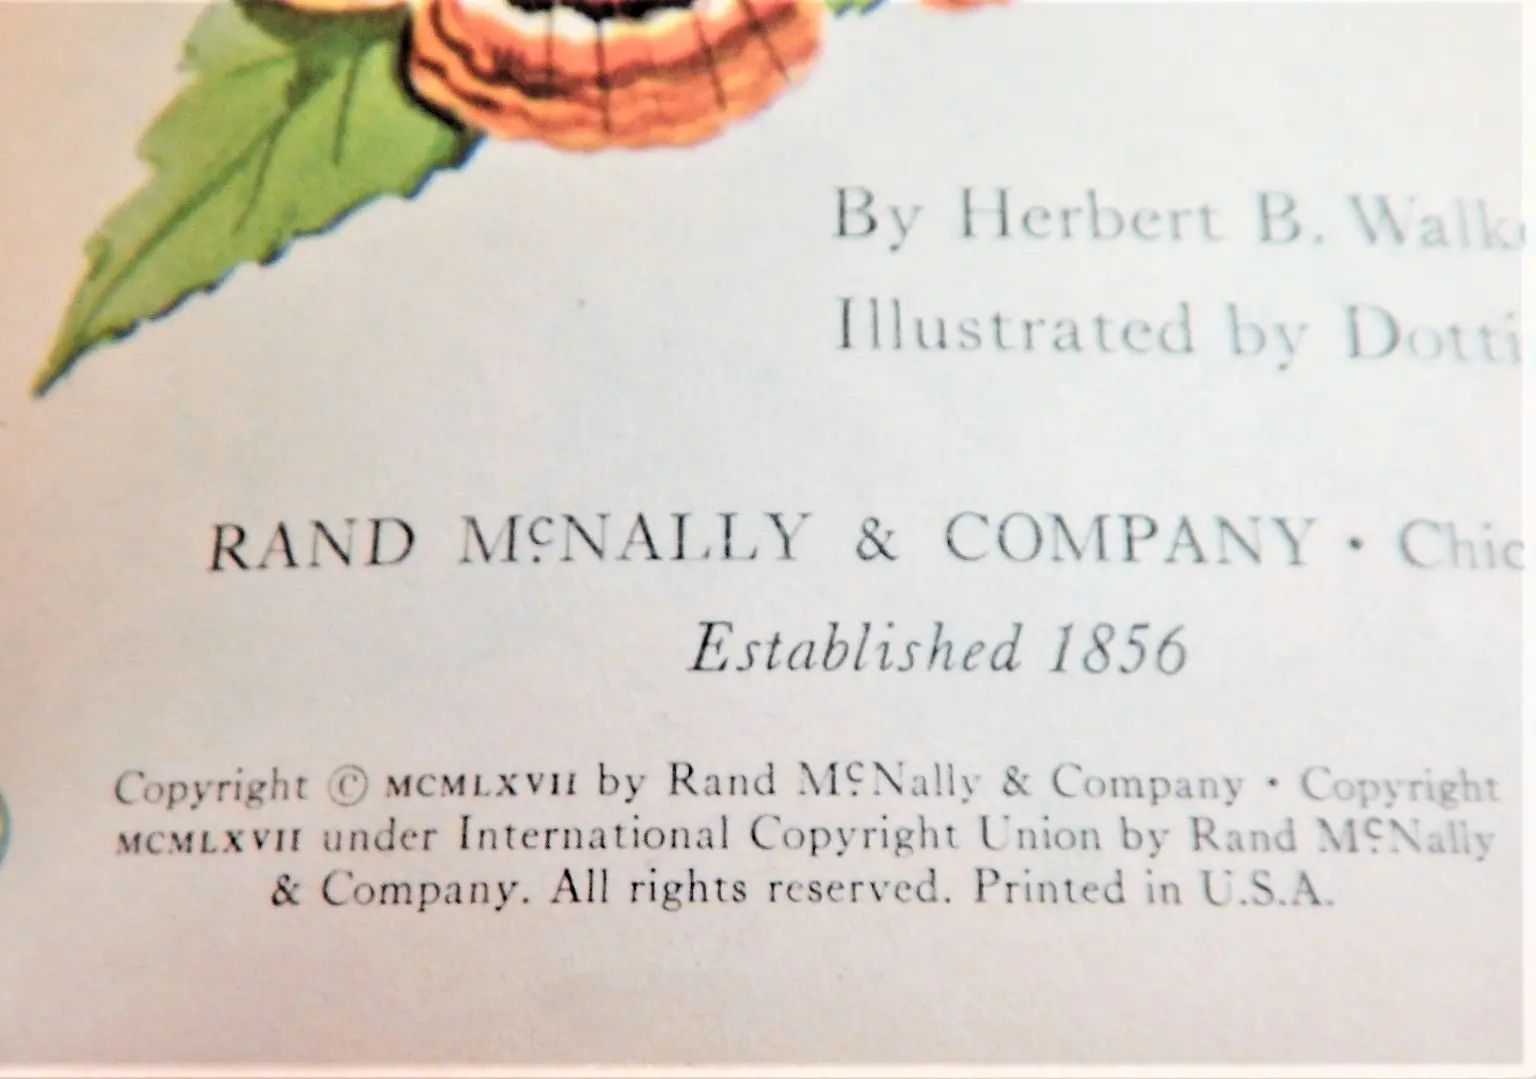 By Herbert B. Walk
Illustrated by Dotti
RAND McNALLY & COMPANY • Chic
Established 1856
Copyright © MCMLXVII by Rand McNally & Company • Copyright
MCMLXVII under International Copyright Union by Rand McNally
& Company. All rights reserved. Printed in U.S.A.